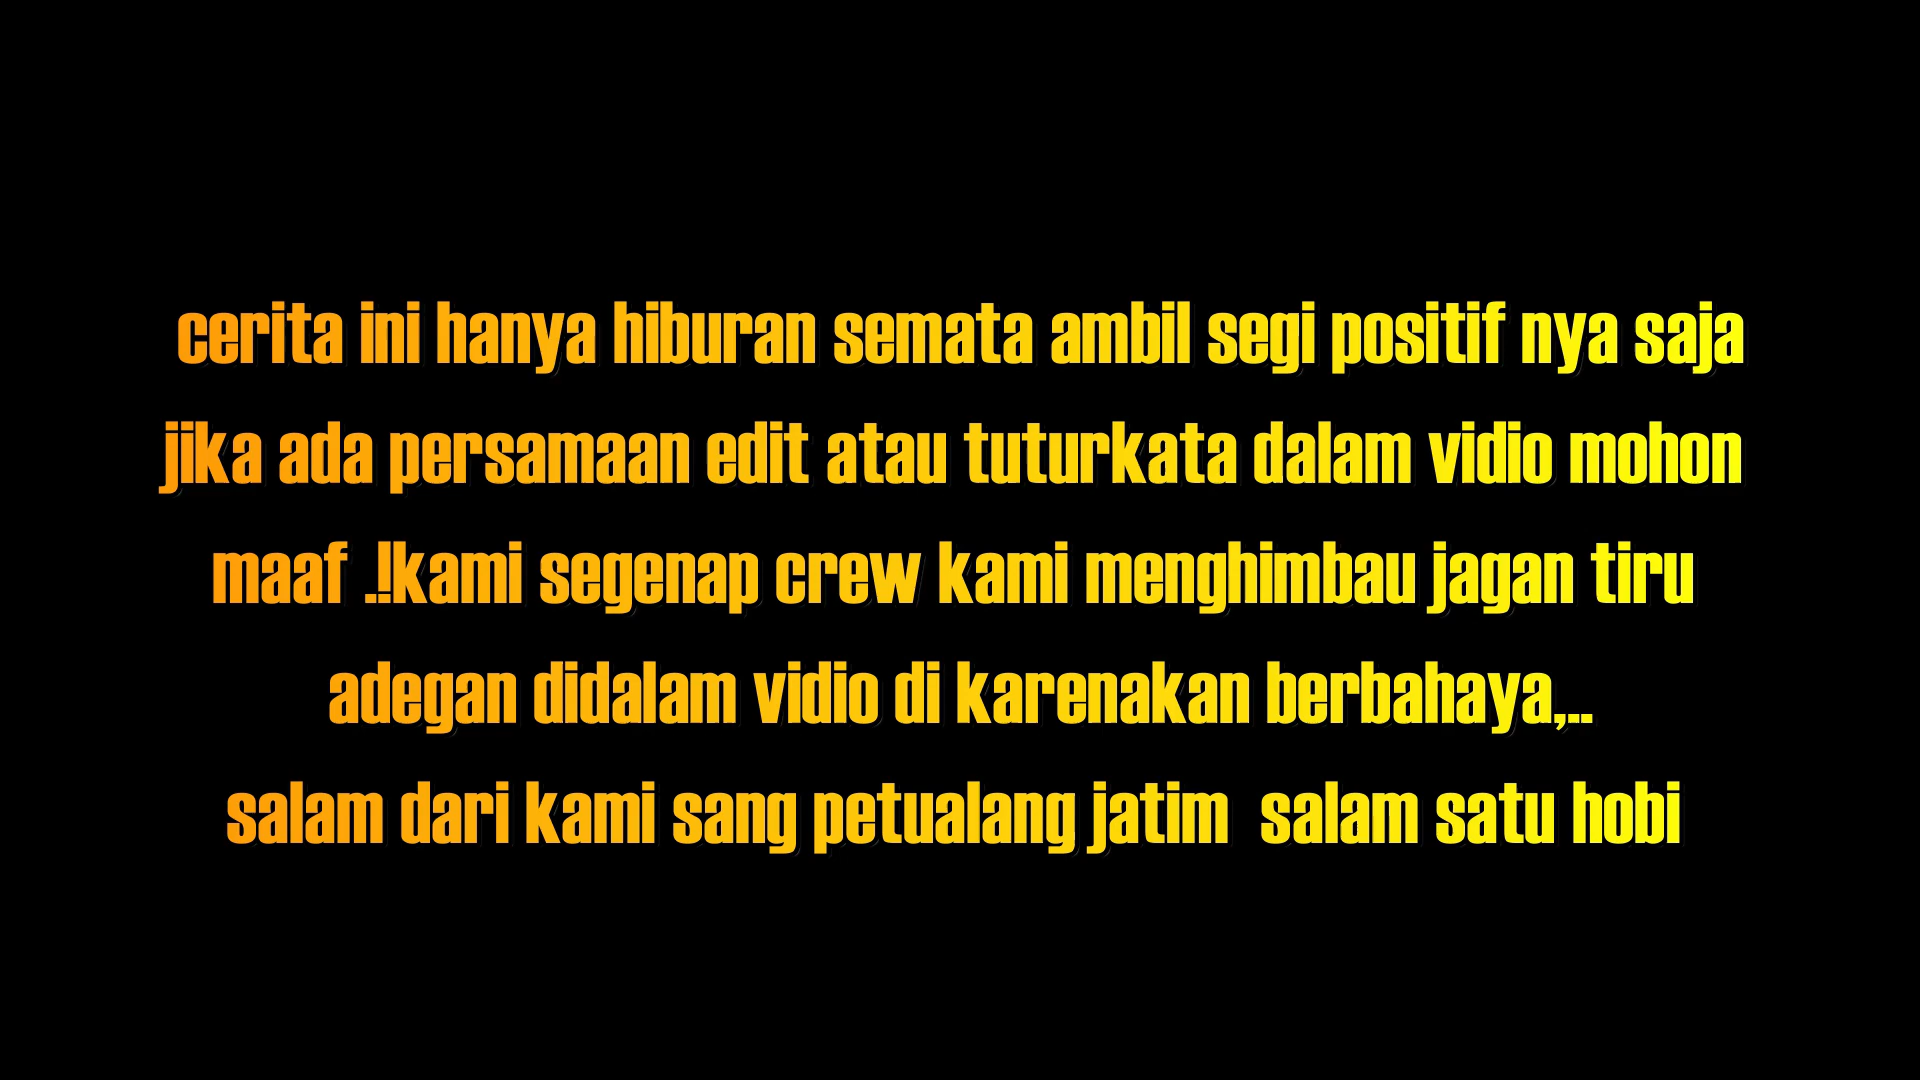 cerita ini hanya hiburan semata ambil segi positif nya saja
jika ada persamaan edit atau tuturkata dalam vidio mohon
maaf .!kami segenap crew kami menghimbau jagan tiru
adegan didalam vidio di karenakan berbahaya,..
salam dari kami sang petualang jatim  salam satu hobi